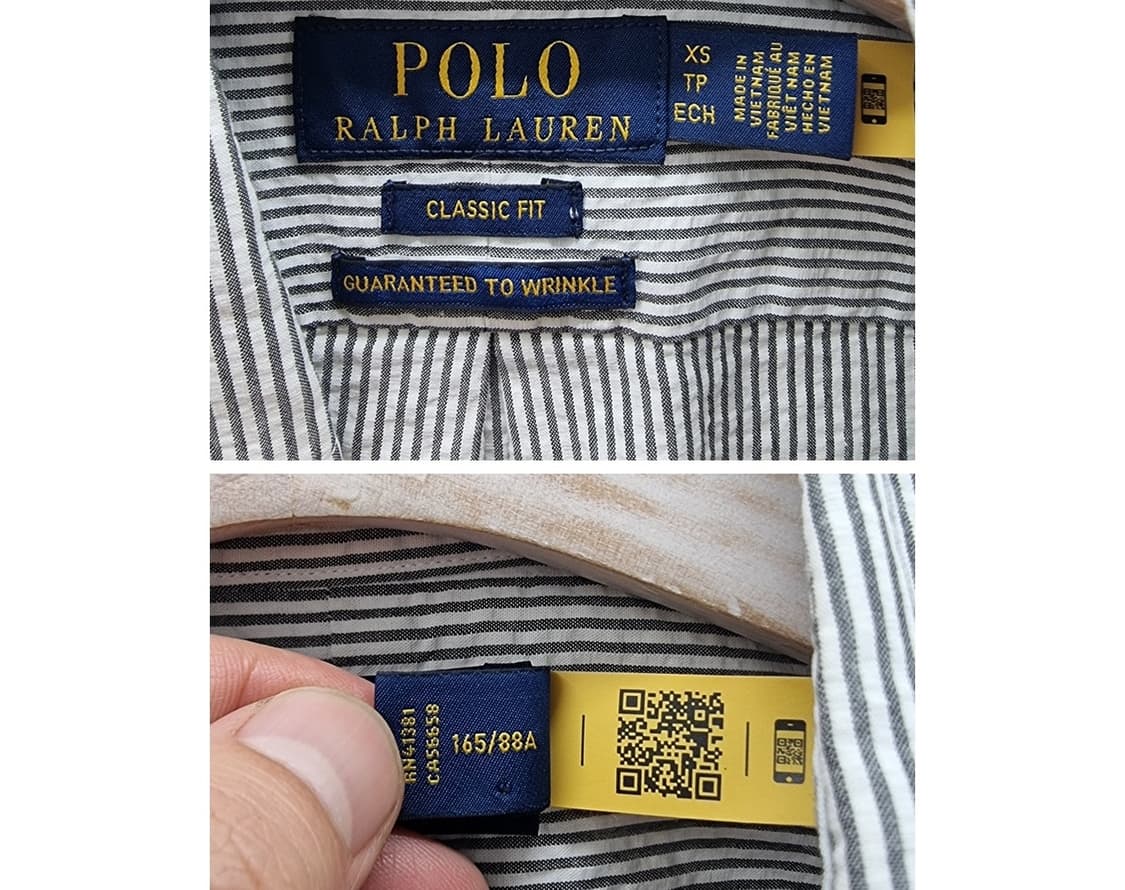 POLO
RALPH LAUREN
XS
TP
ECH
MADE IN
VIETNAM
FABRIQUÉ AU
VIÊT NAM
HECHO EN
VIETNAM
CLASSIC FIT
GUARANTEED TO WRINKLE
RN41381
CA56658
165/88A